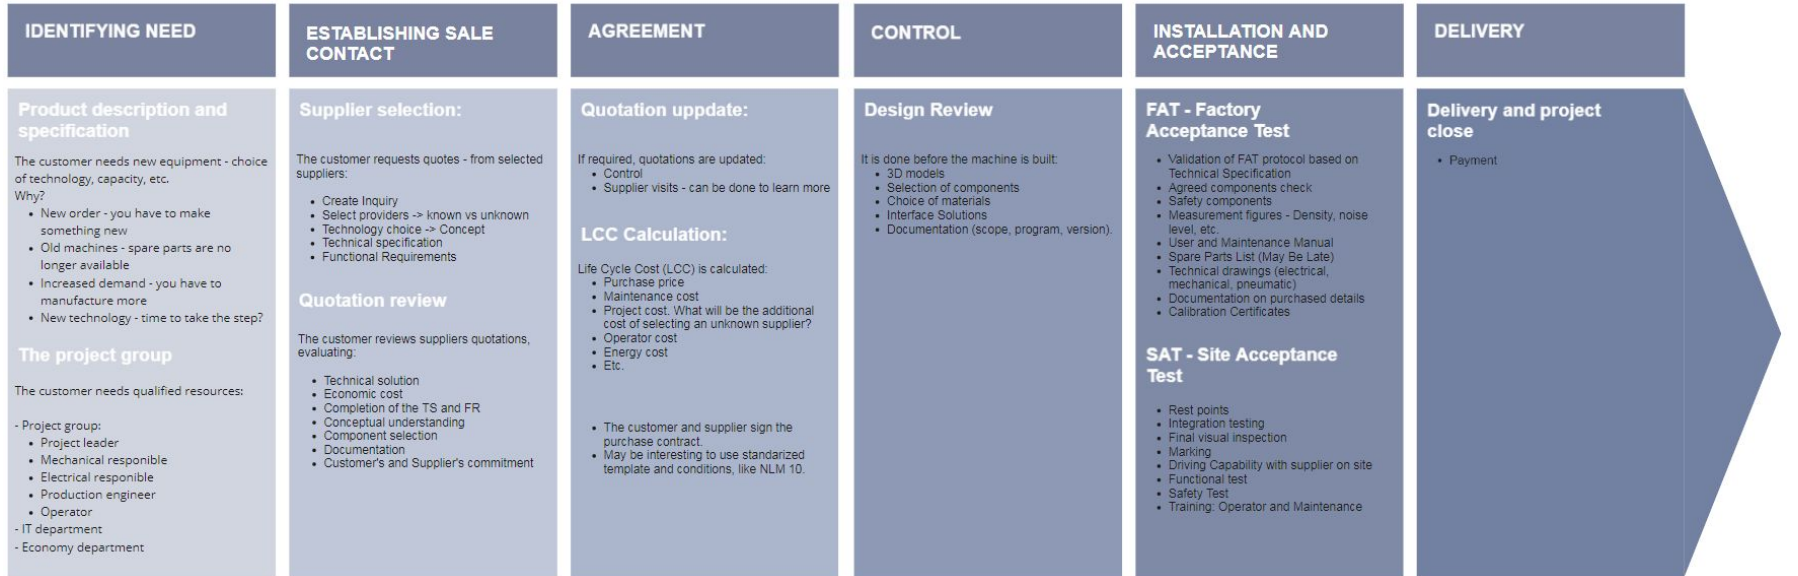 IDENTIFYING NEED
Product description and
specification
The customer needs new equipment - choice
of technology, capacity, etc.
Why?
• New order - you have to make
something new
• Old machines - spare parts are no
longer available
• Increased demand - you have to
manufacture more
• New technology - time to take the step?
The project group
The customer needs qualified resources:
- Project group:
• Project leader
• Mechanical responible
• Electrical responible
• Production engineer
• Operator
- IT department
- Economy department
ESTABLISHING SALE
CONTACT
Supplier selection:
The customer requests quotes - from selected
suppliers:
• Create Inquiry
• Select providers -> known vs unknown
• Technology choice -> Concept
• Technical specification
• Functional Requirements
Quotation review
The customer reviews suppliers quotations,
evaluating:
• Technical solution
• Economic cost
• Completion of the TS and FR
• Conceptual understanding
• Component selection
• Documentation
• Customer's and Supplier's commitment
AGREEMENT
Quotation uppdate:
If required, quotations are updated:
• Control
• Supplier visits - can be done to learn more
LCC Calculation:
Life Cycle Cost (LCC) is calculated:
• Purchase price
• Maintenance cost
• Project cost. What will be the additional
cost of selecting an unknown supplier?
• Operator cost
• Energy cost
• Etc.
• The customer and supplier sign the
purchase contract.
• May be interesting to use standarized
template and conditions, like NLM 10.
CONTROL
Design Review
It is done before the machine is built:
• 3D models
• Selection of components
• Choice of materials
• Interface Solutions
• Documentation (scope, program, version).
INSTALLATION AND
ACCEPTANCE
FAT - Factory
Acceptance Test
• Validation of FAT protocol based on
Technical Specification
• Agreed components check
• Safety components
• Measurement figures - Density, noise
level, etc.
• User and Maintenance Manual
• Spare Parts List (May Be Late)
• Technical drawings (electrical,
mechanical, pneumatic)
• Documentation on purchased details
• Calibration Certificates
SAT - Site Acceptance
Test
• Rest points
• Integration testing
• Final visual inspection
• Marking
• Driving Capability with supplier on site
• Functional test
• Safety Test
• Training: Operator and Maintenance
DELIVERY
Delivery and project
close
• Payment